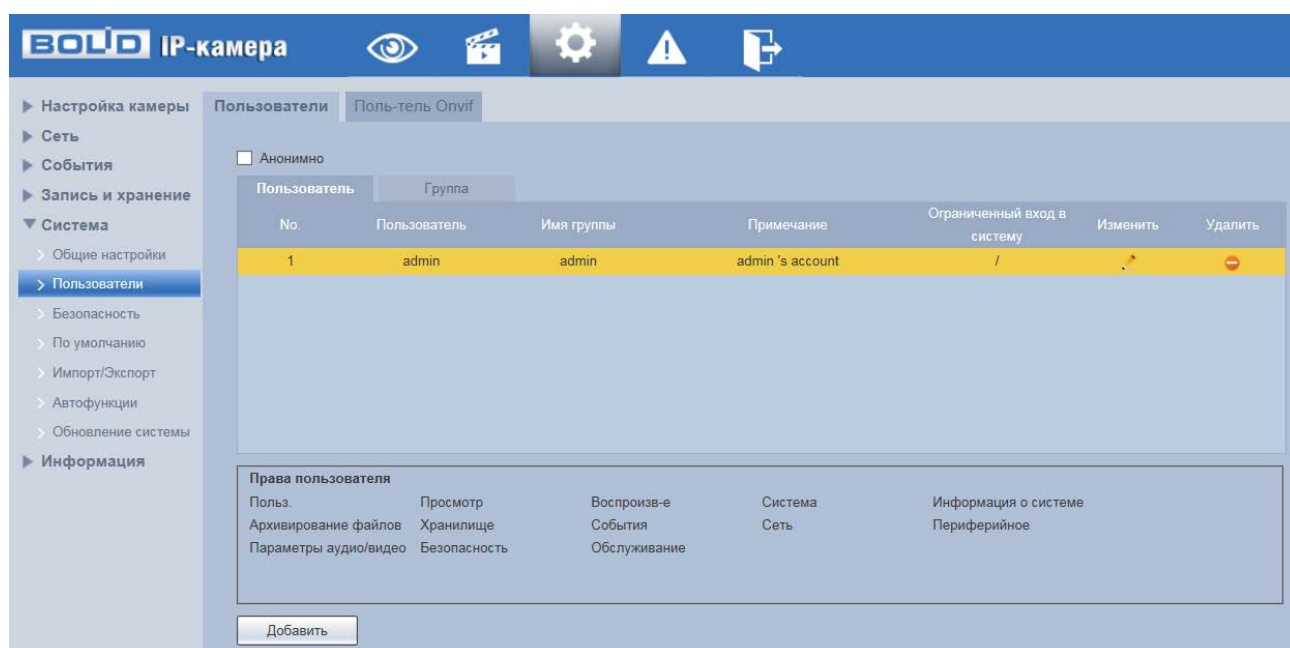 BOLID IP-камера
Настройка камеры
Сеть
События
Запись и хранение
Система
Общие настройки
Пользователи
Безопасность
По умолчанию
Импорт/Экспорт
Автофункции
Обновление системы
Информация
Пользователи Поль-тель Onvif
Анонимно
Пользователь Группа
No. Пользователь Имя группы Примечание Ограниченный вход в систему Изменить Удалить
1 admin admin admin 's account /
Права пользователя
Польз. Просмотр Воспроизв-е Система Информация о системе
Архивирование файлов Хранилище События Сеть Периферийное
Параметры аудио/видео Безопасность Обслуживание
Добавить